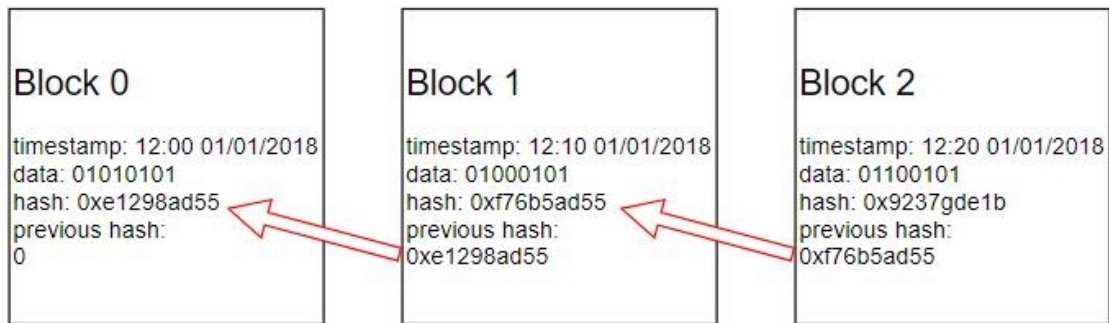 Block 0
timestamp: 12:00 01/01/2018
data: 01010101
hash: 0xe1298ad55
previous hash:
0
Block 1
timestamp: 12:10 01/01/2018
data: 01000101
hash: 0xf76b5ad55
previous hash:
0xe1298ad55
Block 2
timestamp: 12:20 01/01/2018
data: 01100101
hash: 0x9237gde1b
previous hash:
0xf76b5ad55